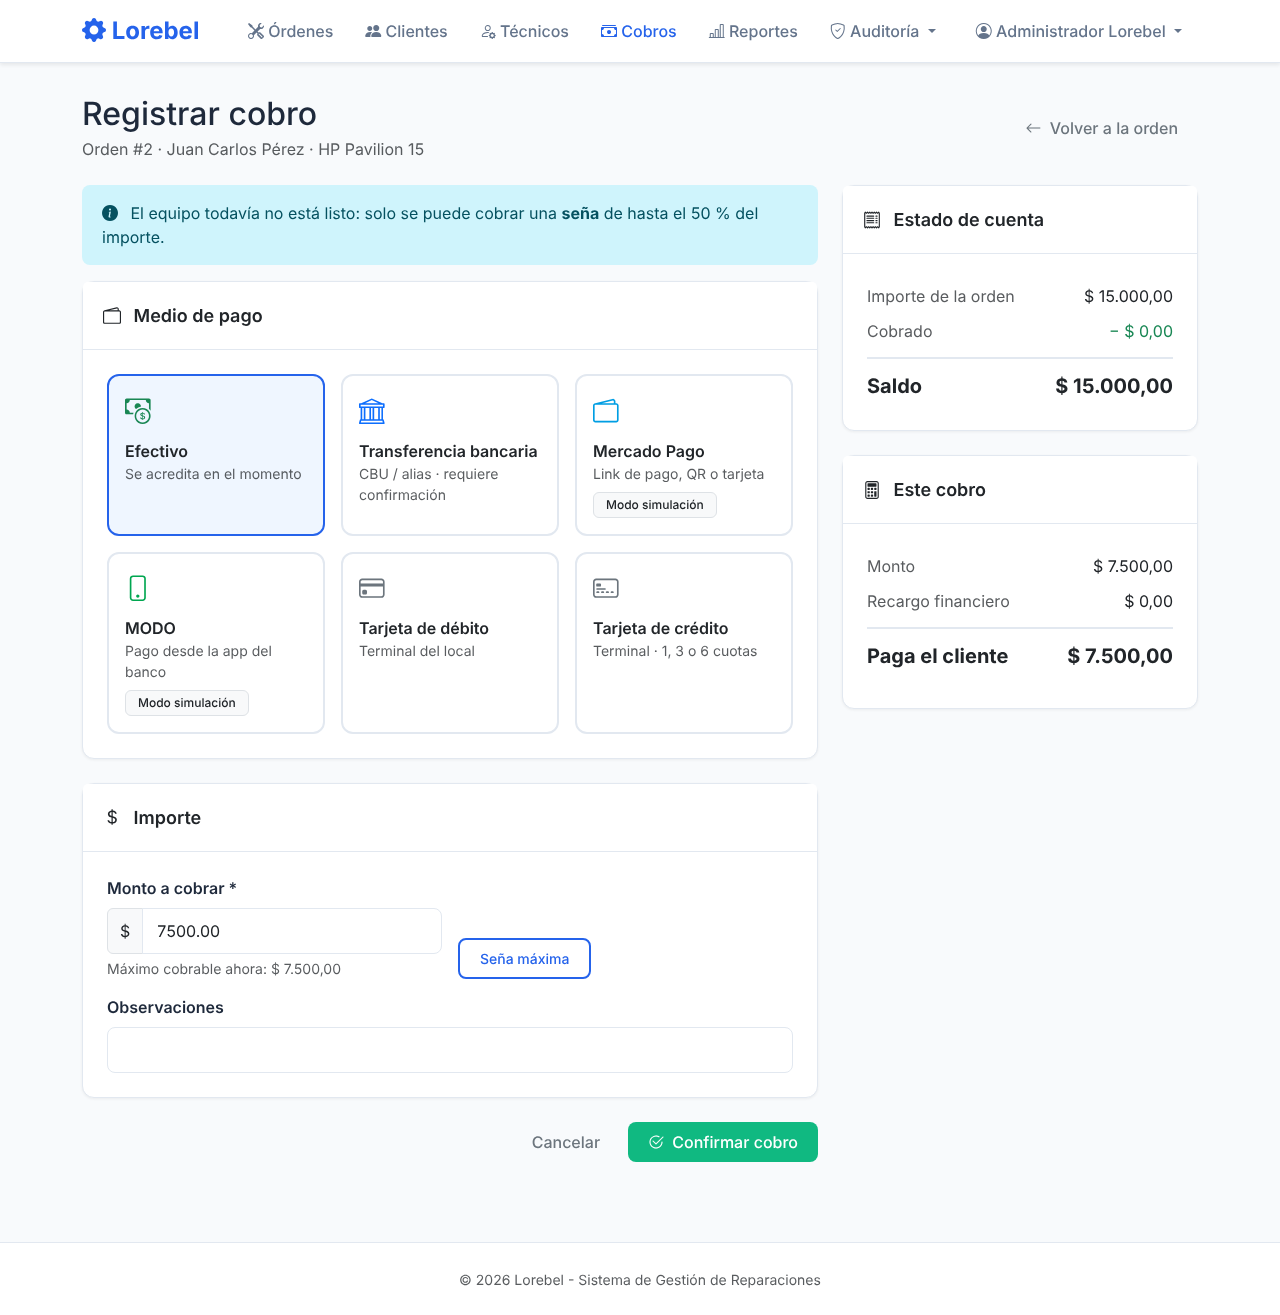 Lorebel
Órdenes
Clientes
Técnicos
Cobros
Reportes
Auditoría
Administrador Lorebel
Registrar cobro
Orden #2 · Juan Carlos Pérez · HP Pavilion 15
Volver a la orden
El equipo todavía no está listo: solo se puede cobrar una seña de hasta el 50 % del
importe.
Medio de pago
Efectivo
Se acredita en el momento
Transferencia bancaria
CBU / alias · requiere
confirmación
Mercado Pago
Link de pago, QR o tarjeta
Modo simulación
MODO
Pago desde la app del
banco
Modo simulación
Tarjeta de débito
Terminal del local
Tarjeta de crédito
Terminal · 1, 3 o 6 cuotas
Importe
Monto a cobrar *
$ 7500.00
Máximo cobrable ahora: $ 7.500,00
Seña máxima
Observaciones
Cancelar
Confirmar cobro
Estado de cuenta
Importe de la orden $ 15.000,00
Cobrado − $ 0,00
Saldo $ 15.000,00
Este cobro
Monto $ 7.500,00
Recargo financiero $ 0,00
Paga el cliente $ 7.500,00
© 2026 Lorebel - Sistema de Gestión de Reparaciones